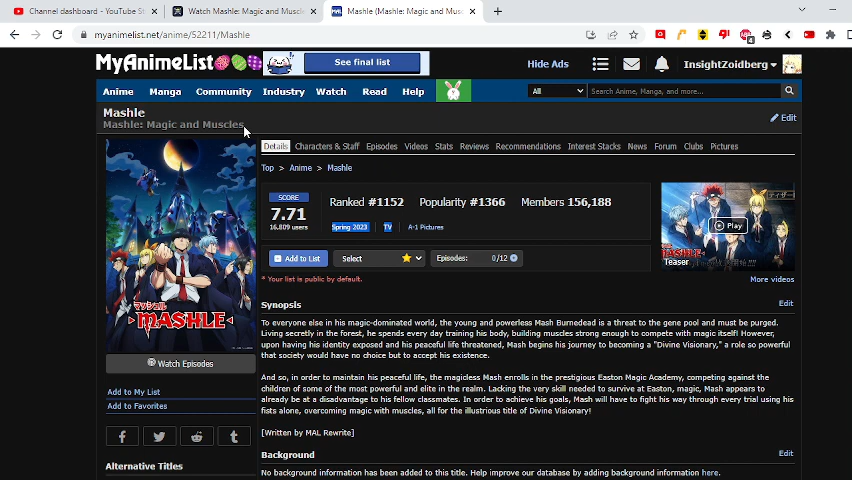 Channel dashboard - YouTube St
Watch Mashle: Magic and Muscle
Mashle (Mashle: Magic and Musc
myanimelist.net/anime/52211/Mashle
MyAnimeList
See final list
Hide Ads
InsightZoidberg
Anime Manga Community Industry Watch Read Help
All
Search Anime, Manga, and more...
Mashle
Mashle: Magic and Muscles
Edit
Details Characters & Staff Episodes Videos Stats Reviews Recommendations Interest Stacks News Forum Clubs Pictures
Top > Anime > Mashle
SCORE
7.71
16,809 users
Ranked #1152 Popularity #1366 Members 156,188
Spring 2023 TV A-1 Pictures
Play
Teaser
Add to List
Select
Episodes: 0/12
* Your list is public by default.
More videos
Synopsis
Edit
To everyone else in his magic-dominated world, the young and powerless Mash Burnedead is a threat to the gene pool and must be purged.
Living secretly in the forest, he spends every day training his body, building muscles strong enough to compete with magic itself! However,
upon having his identity exposed and his peaceful life threatened, Mash begins his journey to becoming a "Divine Visionary," a role so powerful
that society would have no choice but to accept his existence.
And so, in order to maintain his peaceful life, the magicless Mash enrolls in the prestigious Easton Magic Academy, competing against the
children of some of the most powerful and elite in the realm. Lacking the very skill needed to survive at Easton, magic, Mash appears to
already be at a disadvantage to his fellow classmates. In order to achieve his goals, Mash will have to fight his way through every trial using his
fists alone, overcoming magic with muscles, all for the illustrious title of Divine Visionary!
[Written by MAL Rewrite]
マッシュル
MASHLE
Watch Episodes
Add to My List
Add to Favorites
Alternative Titles
Background
Edit
No background information has been added to this title. Help improve our database by adding background information here.